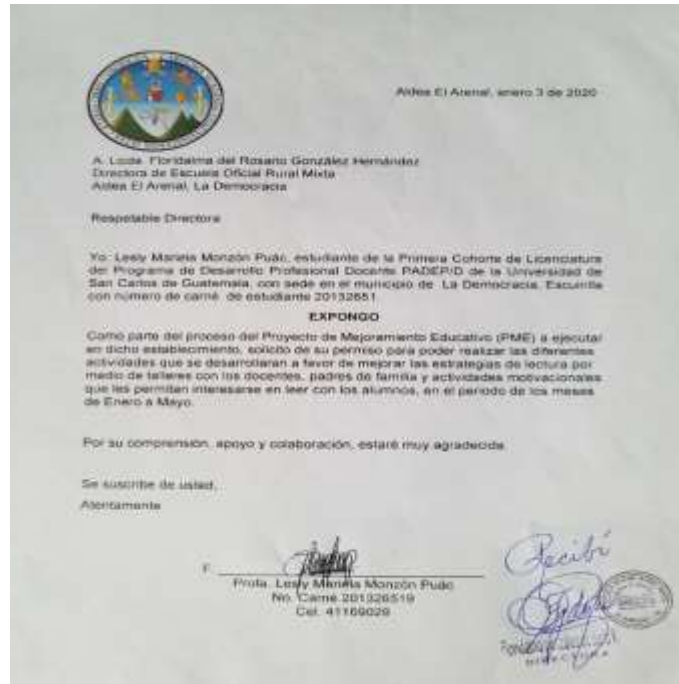 Aldea El Arenal, enero 3 de 2020
A. Licda. Floridalma del Rosario González Hernández
Directora de Escuela Oficial Rural Mixta
Aldea El Arenal, La Democracia
Respetable Directora
Yo: Lesly Mariela Monzón Puác, estudiante de la Primera Cohorte de Licenciatura
del Programa de Desarrollo Profesional Docente PADEP/D de la Universidad de
San Carlos de Guatemala, con sede en el municipio de La Democracia, Escuintla
con número de carné de estudiante 20132651
EXPONGO
Como parte del proceso del Proyecto de Mejoramiento Educativo (PME) a ejecutar
en dicho establecimiento, solicito de su permiso para poder realizar las diferentes
actividades que se desarrollaran a favor de mejorar las estrategias de lectura por
medio de talleres con los docentes, padres de familia y actividades motivacionales
que les permitan interesarse en leer con los alumnos, en el periodo de los meses
de Enero a Mayo.
Por su comprensión, apoyo y colaboración, estaré muy agradecida.
Se suscribe de usted,
Atentamente
F.
Profa. Lesly Mariela Monzón Puác
No. Carné 201326519
Cel. 41169029
Recibí
DIRECTORA